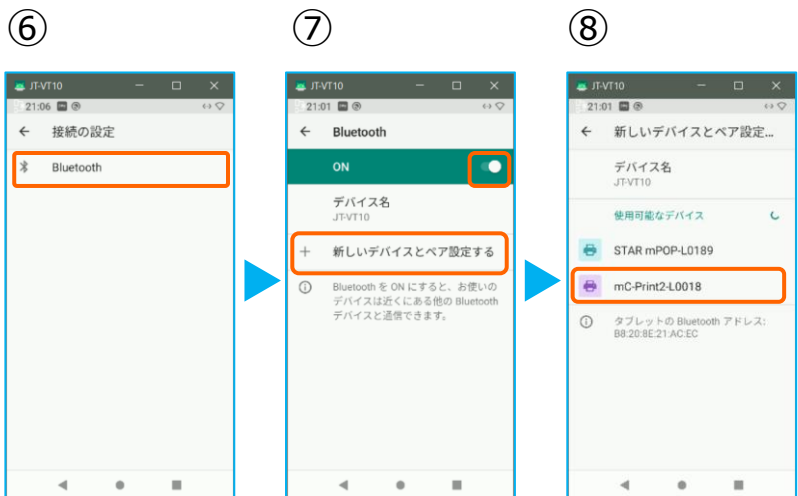 ⑥
JT-VT10
21:06
接続の設定
Bluetooth
⑦
JT-VT10
21:01
Bluetooth
ON
デバイス名
JT-VT10
新しいデバイスとペア設定する
Bluetooth を ON にすると、お使いの
デバイスは近くにある他の Bluetooth
デバイスと通信できます。
⑧
JT-VT10
21:01
新しいデバイスとペア設定...
デバイス名
JT-VT10
使用可能なデバイス
STAR mPOP-L0189
mC-Print2-L0018
タブレットの Bluetooth アドレス:
B8:20:8E:21:AC:EC